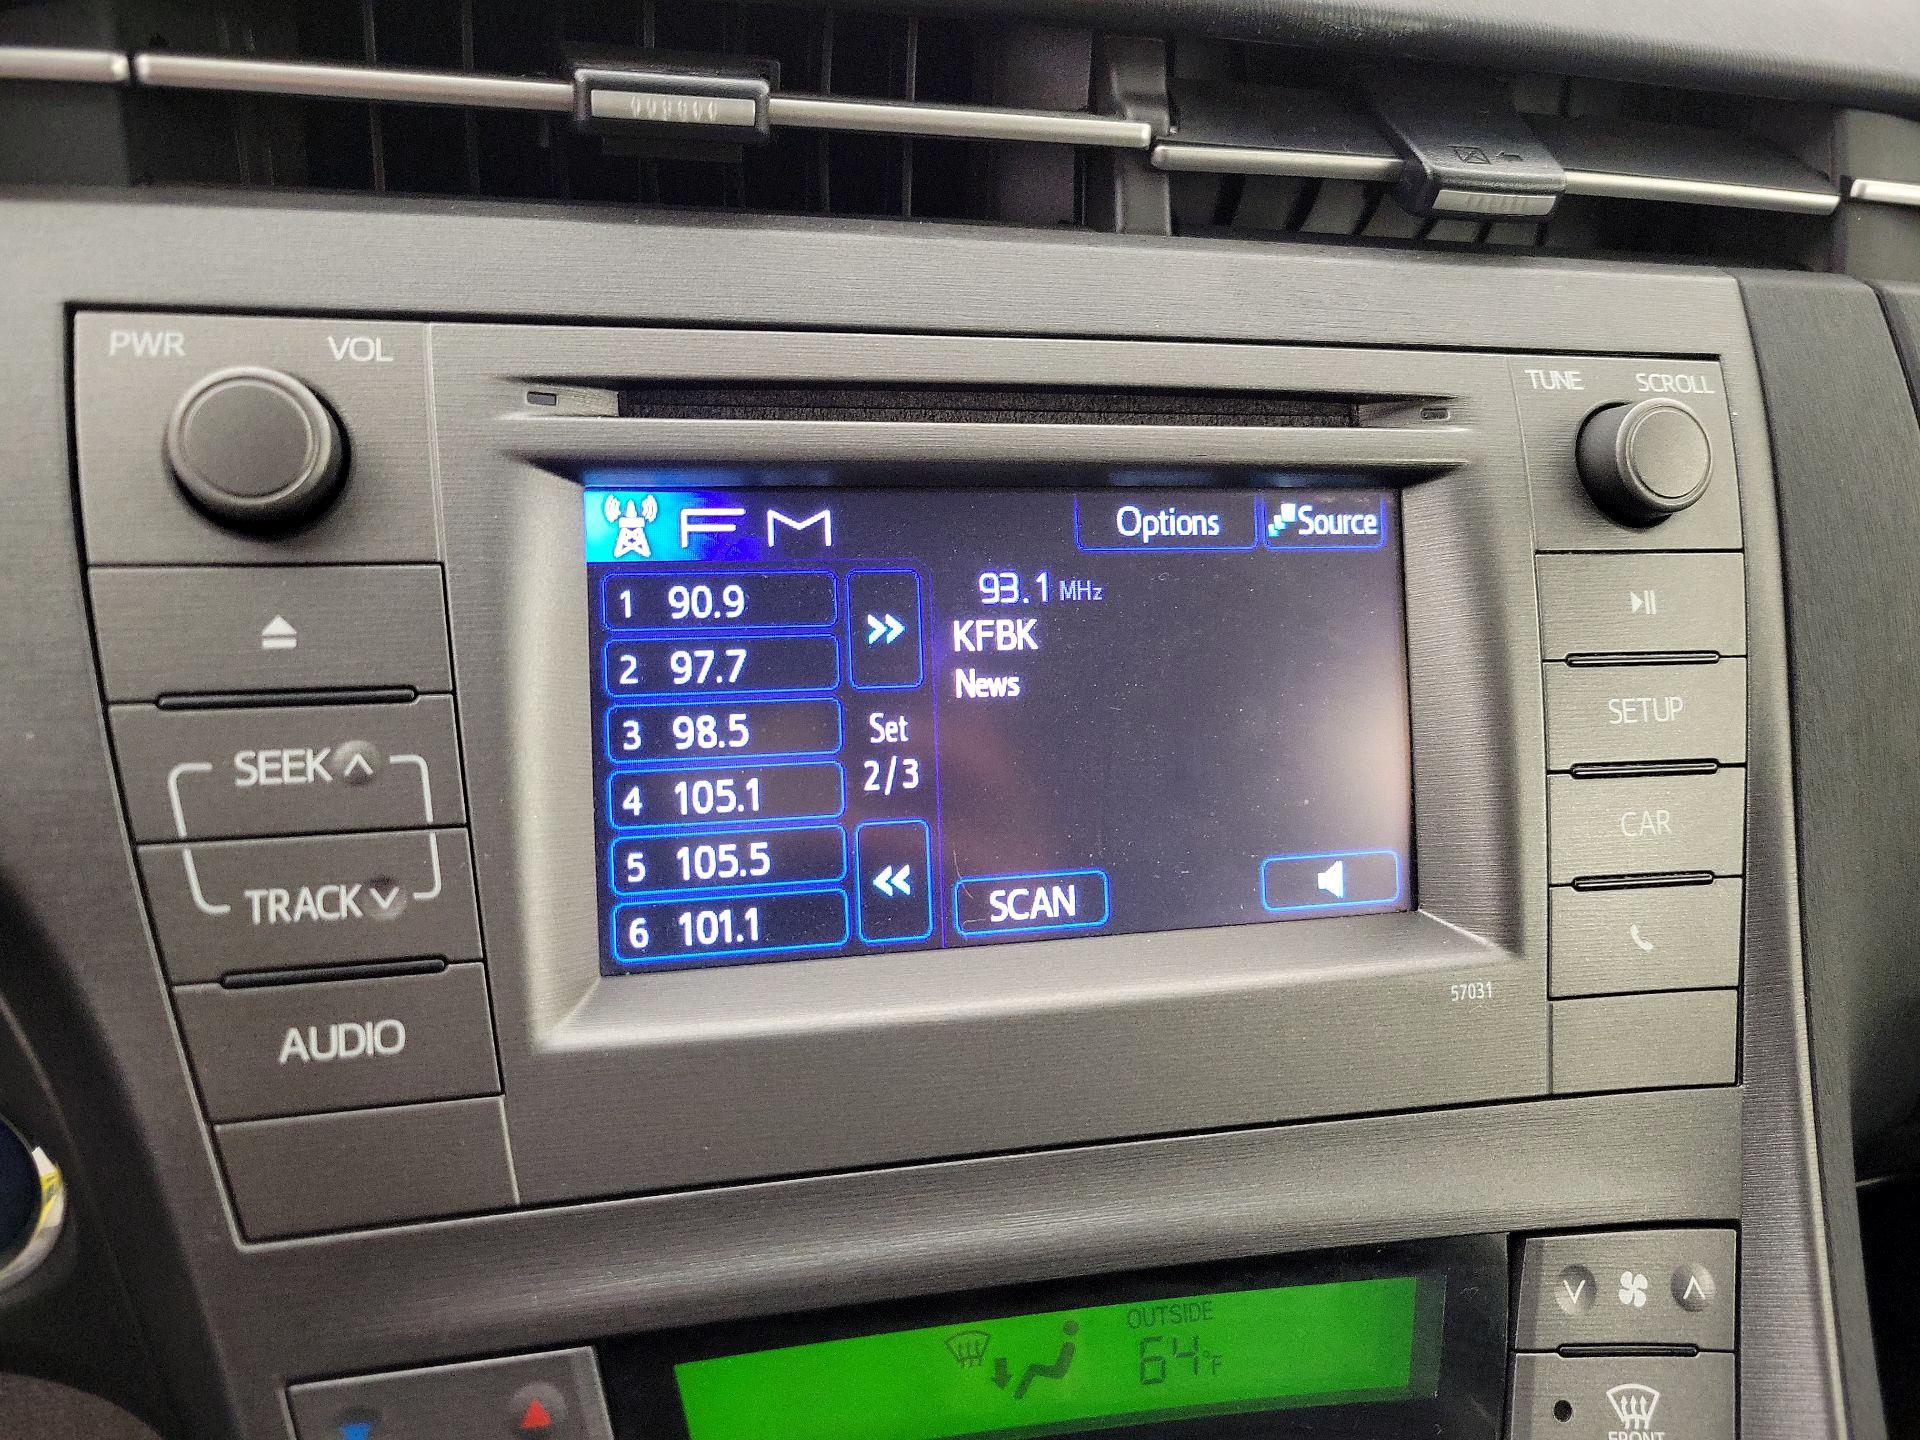 PWR VOL
TUNE SCROLL
FM Options Source
1 90.9
2 97.7
3 98.5
4 105.1
5 105.5
6 101.1
Set
2/3
93.1 MHz
KFBK
News
SCAN
SEEK
TRACK
AUDIO
SETUP
CAR
57031
OUTSIDE
64°F
FRONT